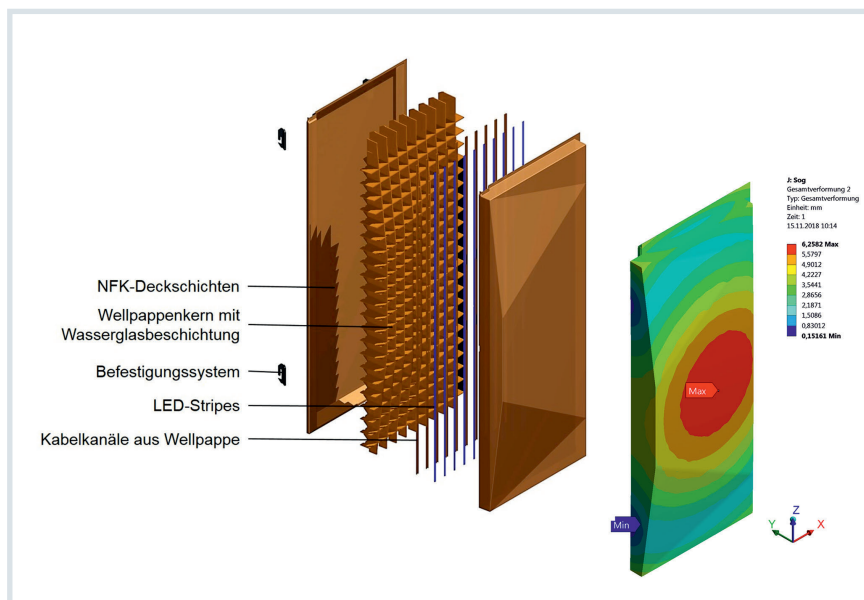 NFK-Deckschichten
Wellpappenkern mit
Wasserglasbeschichtung
Befestigungssystem
LED-Stripes
Kabelkanäle aus Wellpappe
J: Sog
Gesamtverformung 2
Typ: Gesamtverformung
Einheit: mm
Zeit: 1
15.11.2018 10:14
6,2582 Max
5,5797
4,9012
4,2227
3,5441
2,8656
2,1871
1,5086
0,83012
0,15161 Min
Max
Min
Y
Z
X